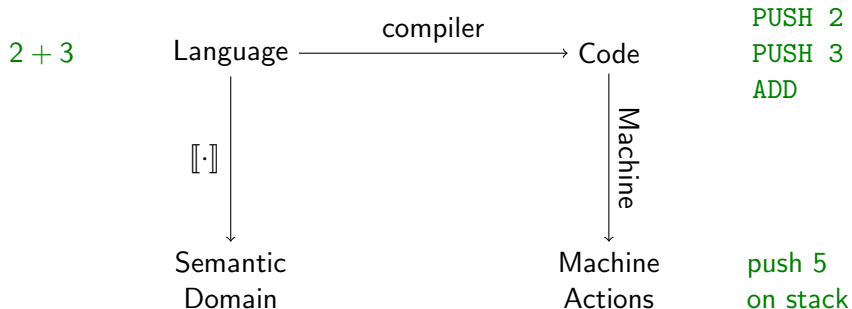 compiler
2 + 3
Language
Code
PUSH 2
PUSH 3
ADD
⟦·⟧
Machine
Semantic
Domain
Machine
Actions
push 5
on stack